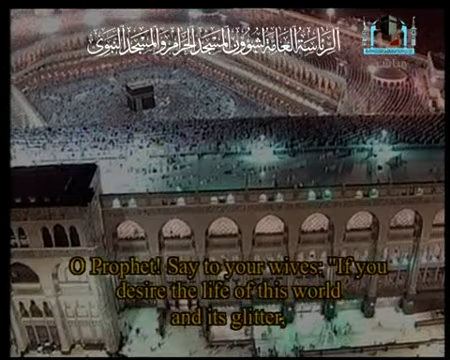 الرئاسة العامة لشؤون المسجد الحرام والمسجد النبوي
مباشر
O Prophet! Say to your wives: "If you
desire the life of this world
and its glitter,